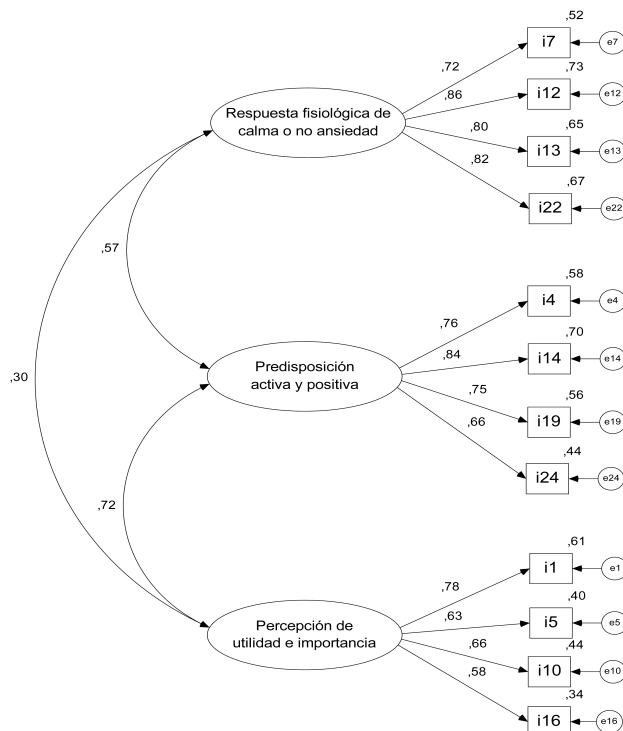 ,52
i7
e7
,72
,73
,86
i12
e12
Respuesta fisiológica de
calma o no ansiedad
,65
,80
i13
e13
,82
,67
i22
e22
,57
,58
i4
e4
,76
,70
,84
i14
e14
Predisposición
activa y positiva
,30
,75
,56
i19
e19
,66
,44
i24
e24
,72
,61
i1
e1
,78
,40
,63
i5
e5
Percepción de
utilidad e importancia
,66
,44
i10
e10
,58
,34
i16
e16